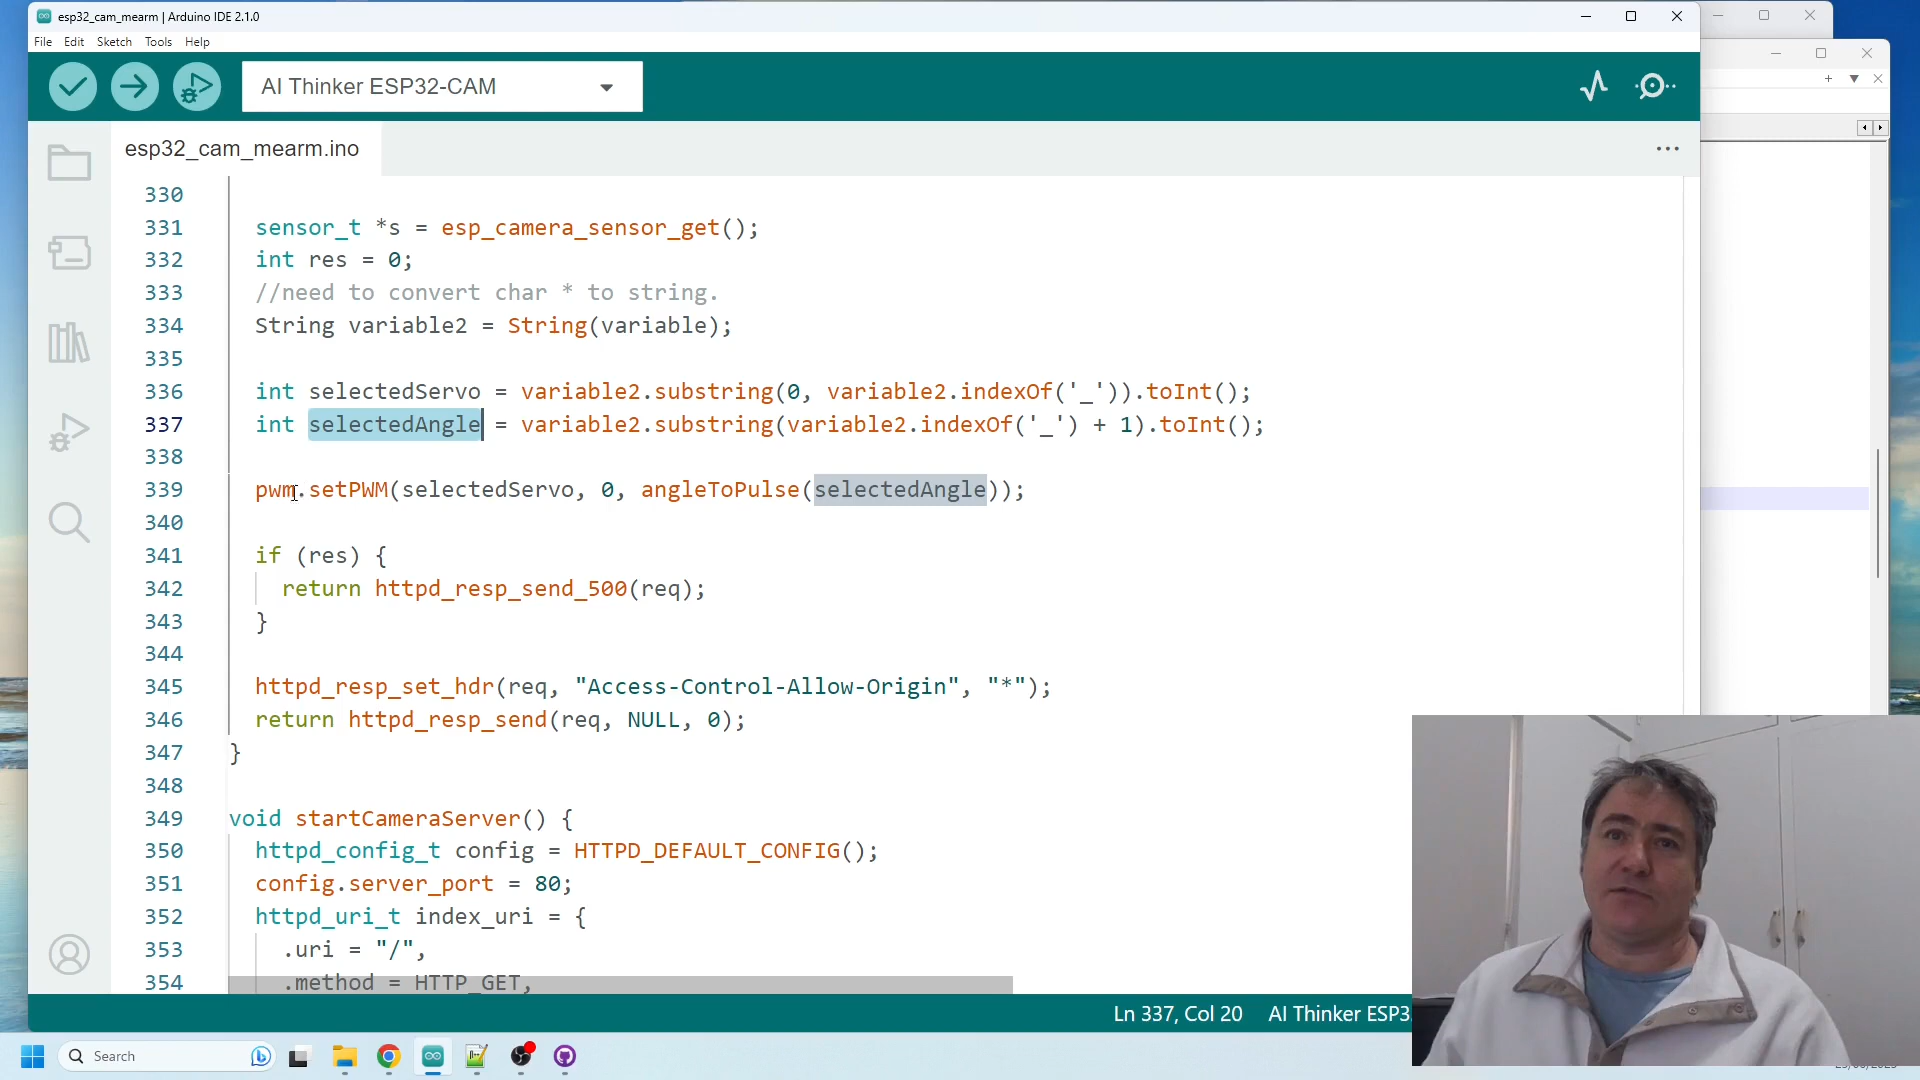 esp32_cam_mearm | Arduino IDE 2.1.0
File Edit Sketch Tools Help
AI Thinker ESP32-CAM
esp32_cam_mearm.ino
330
331 sensor_t *s = esp_camera_sensor_get();
332 int res = 0;
333 //need to convert char * to string.
334 String variable2 = String(variable);
335
336 int selectedServo = variable2.substring(0, variable2.indexOf('_')).toInt();
337 int selectedAngle = variable2.substring(variable2.indexOf('_') + 1).toInt();
338
339 pwm.setPWM(selectedServo, 0, angleToPulse(selectedAngle));
340
341 if (res) {
342 return httpd_resp_send_500(req);
343 }
344
345 httpd_resp_set_hdr(req, "Access-Control-Allow-Origin", "*");
346 return httpd_resp_send(req, NULL, 0);
347 }
348
349 void startCameraServer() {
350 httpd_config_t config = HTTPD_DEFAULT_CONFIG();
351 config.server_port = 80;
352 httpd_uri_t index_uri = {
353 .uri = "/",
354 .method = HTTP_GET,
Ln 337, Col 20 AI Thinker ESP3
Search